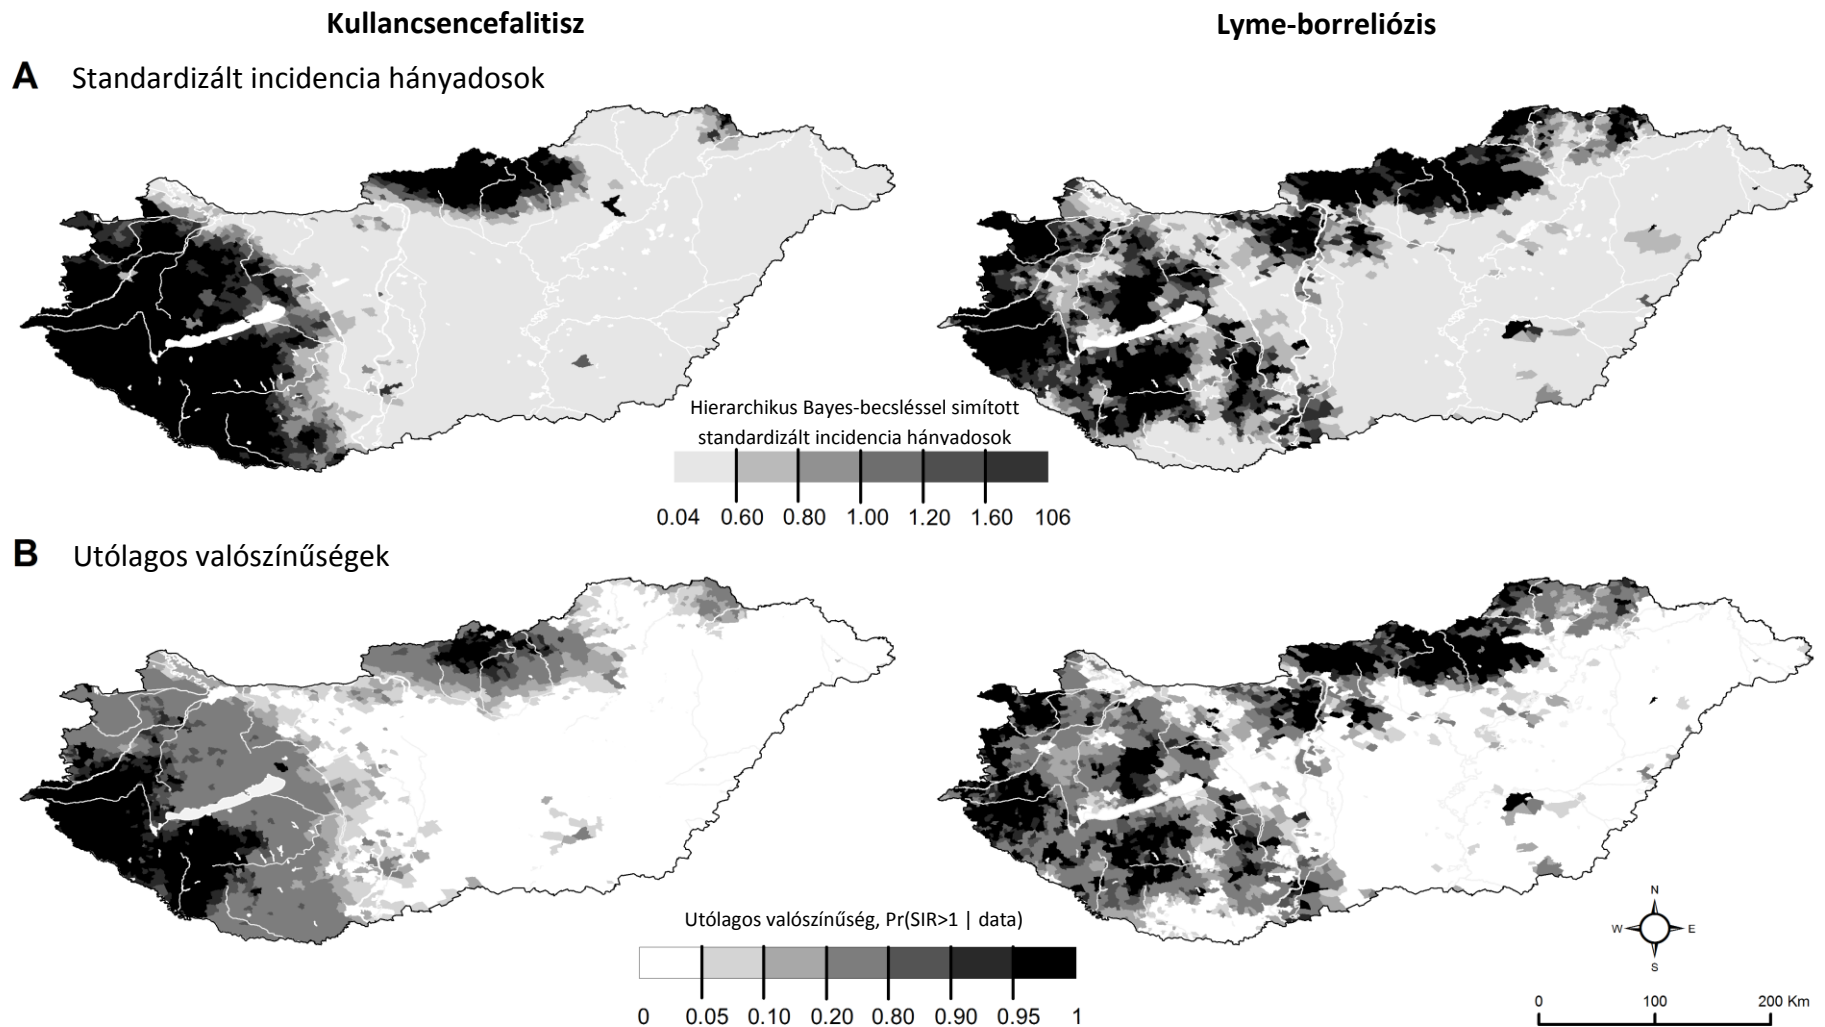 Kullancsencefalitisz
Lyme-borreliózis
A Standardizált incidencia hányadosok
Hierarchikus Bayes-becsléssel simított
standardizált incidencia hányadosok
0.04 0.60 0.80 1.00 1.20 1.60 106
B Utólagos valószínűségek
Utólagos valószínűség, Pr(SIR>1 | data)
0 0.05 0.10 0.20 0.80 0.90 0.95 1
N
W E
S
0 100 200 Km